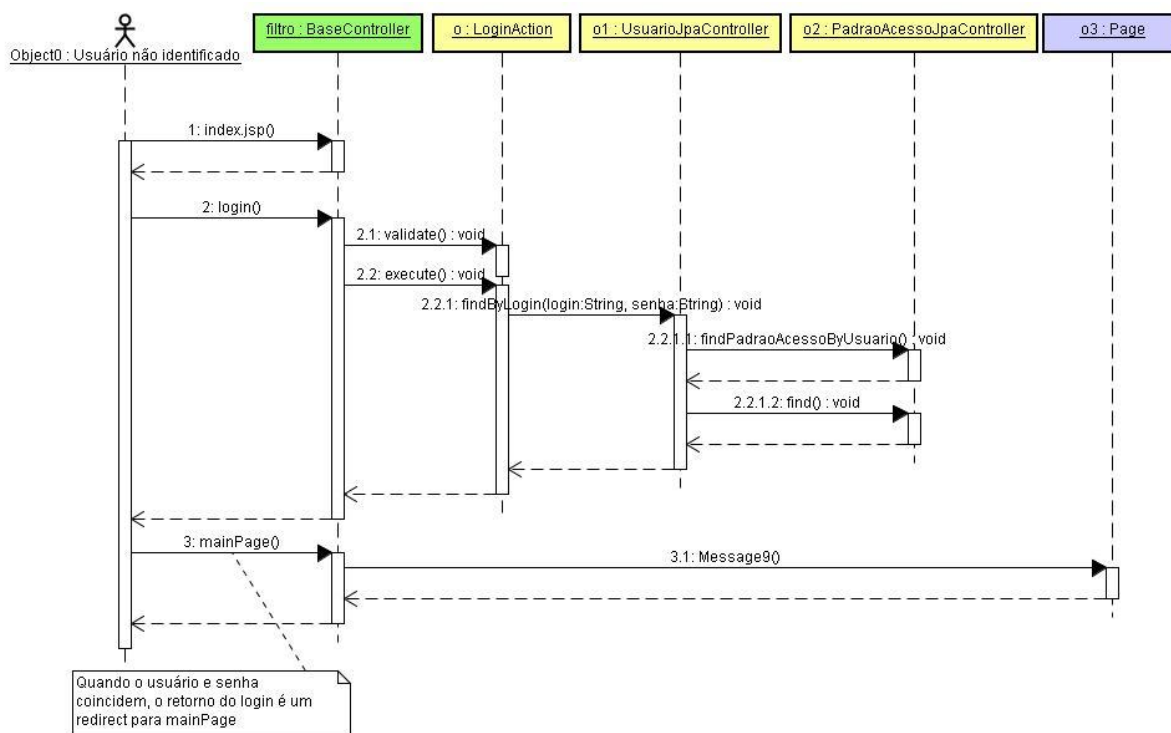 filtro : BaseController
o : LoginAction
o1 : UsuarioJpaController
o2 : PadraoAcessoJpaController
o3 : Page
Object0 : Usuário não identificado
1: index.jsp()
2: login()
2.1: validate() : void
2.2: execute() : void
2.2.1: findByLogin(login:String, senha:String) : void
2.2.1.1: findPadraoAcessoByUsuario() : void
2.2.1.2: find() : void
3: mainPage()
3.1: Message9()
Quando o usuário e senha
coincidem, o retorno do login é um
redirect para mainPage